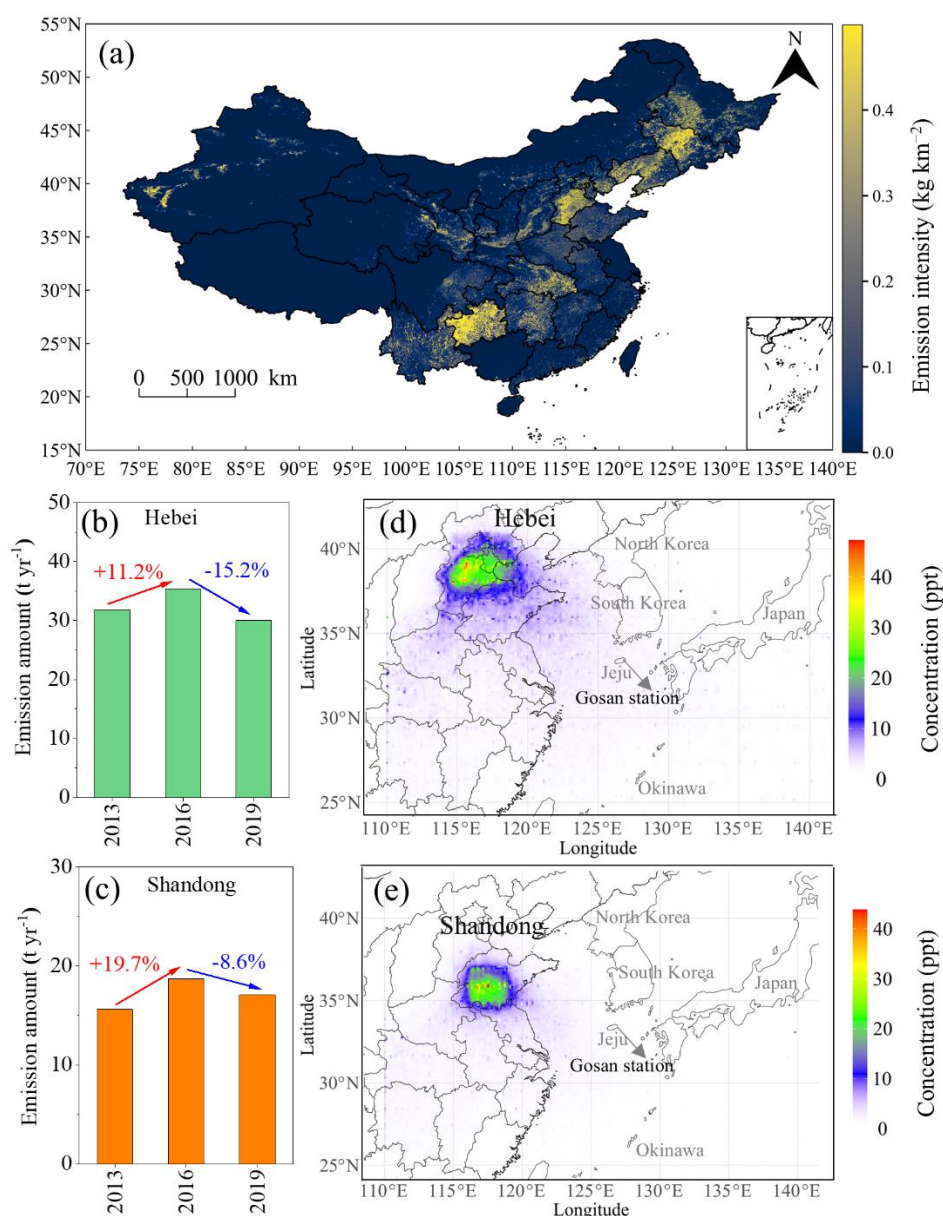 (a)
N
55°N
50°N
45°N
40°N
35°N
30°N
25°N
20°N
15°N
0 500 1000 km
70°E 75°E 80°E 85°E 90°E 95°E 100°E 105°E 110°E 115°E 120°E 125°E 130°E 135°E 140°E
0.4
0.3
0.2
0.1
0.0
Emission intensity (kg km−2)
(b) Hebei
+11.2%
-15.2%
50
40
30
20
10
0
Emission amount (t yr-1)
2013 2016 2019
(d) Hebei
North Korea
South Korea
Japan
Jeju
Gosan station
Okinawa
40°N
35°N
30°N
25°N
Latitude
110°E 115°E 120°E 125°E 130°E 135°E 140°E
Longitude
40
30
20
10
0
Concentration (ppt)
(c) Shandong
+19.7%
-8.6%
30
20
10
0
Emission amount (t yr-1)
2013 2016 2019
(e)
Shandong
North Korea
South Korea
Japan
Jeju
Gosan station
Okinawa
40°N
35°N
30°N
25°N
Latitude
110°E 115°E 120°E 125°E 130°E 135°E 140°E
Longitude
40
30
20
10
0
Concentration (ppt)